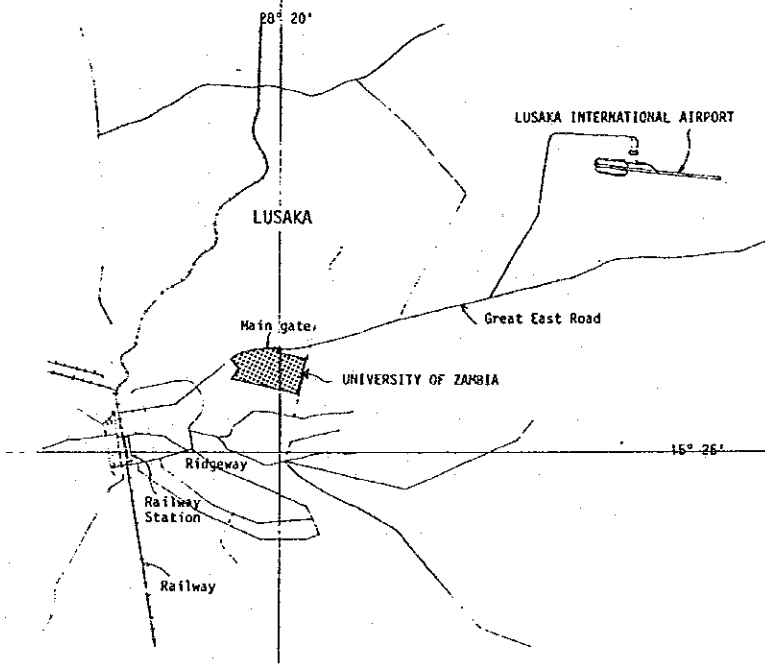 28° 20'
LUSAKA INTERNATIONAL AIRPORT
LUSAKA
Great East Road
Main gate
UNIVERSITY OF ZAMBIA
15° 26'
Ridgeway
Railway
Station
Railway